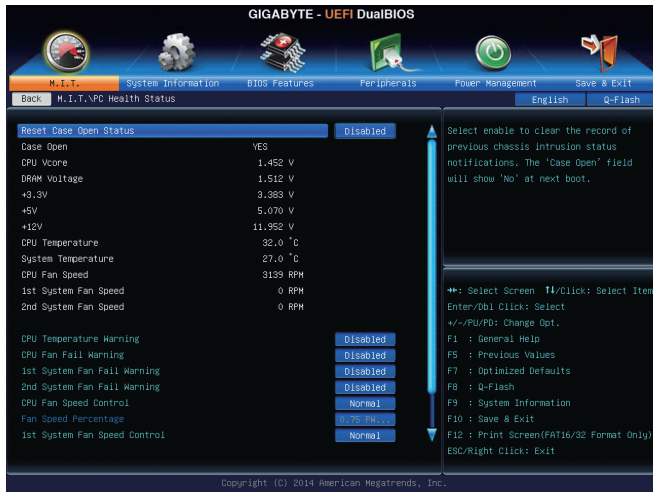 GIGABYTE - UEFI DualBIOS
M.I.T. System Information BIOS Features Peripherals Power Management Save & Exit
Back M.I.T.\PC Health Status English Q-Flash
Reset Case Open Status Disabled
Case Open YES
CPU Vcore 1.452 V
DRAM Voltage 1.512 V
+3.3V 3.383 V
+5V 5.070 V
+12V 11.952 V
CPU Temperature 32.0 °C
System Temperature 27.0 °C
CPU Fan Speed 3139 RPM
1st System Fan Speed 0 RPM
2nd System Fan Speed 0 RPM
CPU Temperature Warning Disabled
CPU Fan Fail Warning Disabled
1st System Fan Fail Warning Disabled
2nd System Fan Fail Warning Disabled
CPU Fan Speed Control Normal
Fan Speed Percentage 0.75 PW...
1st System Fan Speed Control Normal
Select enable to clear the record of
previous chassis intrusion status
notifications. The 'Case Open' field
will show 'No' at next boot.
→←: Select Screen ↑↓/Click: Select Item
Enter/Dbl Click: Select
+/-/PU/PD: Change Opt.
F1 : General Help
F5 : Previous Values
F7 : Optimized Defaults
F8 : Q-Flash
F9 : System Information
F10 : Save & Exit
F12 : Print Screen(FAT16/32 Format Only)
ESC/Right Click: Exit
Copyright (C) 2014 American Megatrends, Inc.